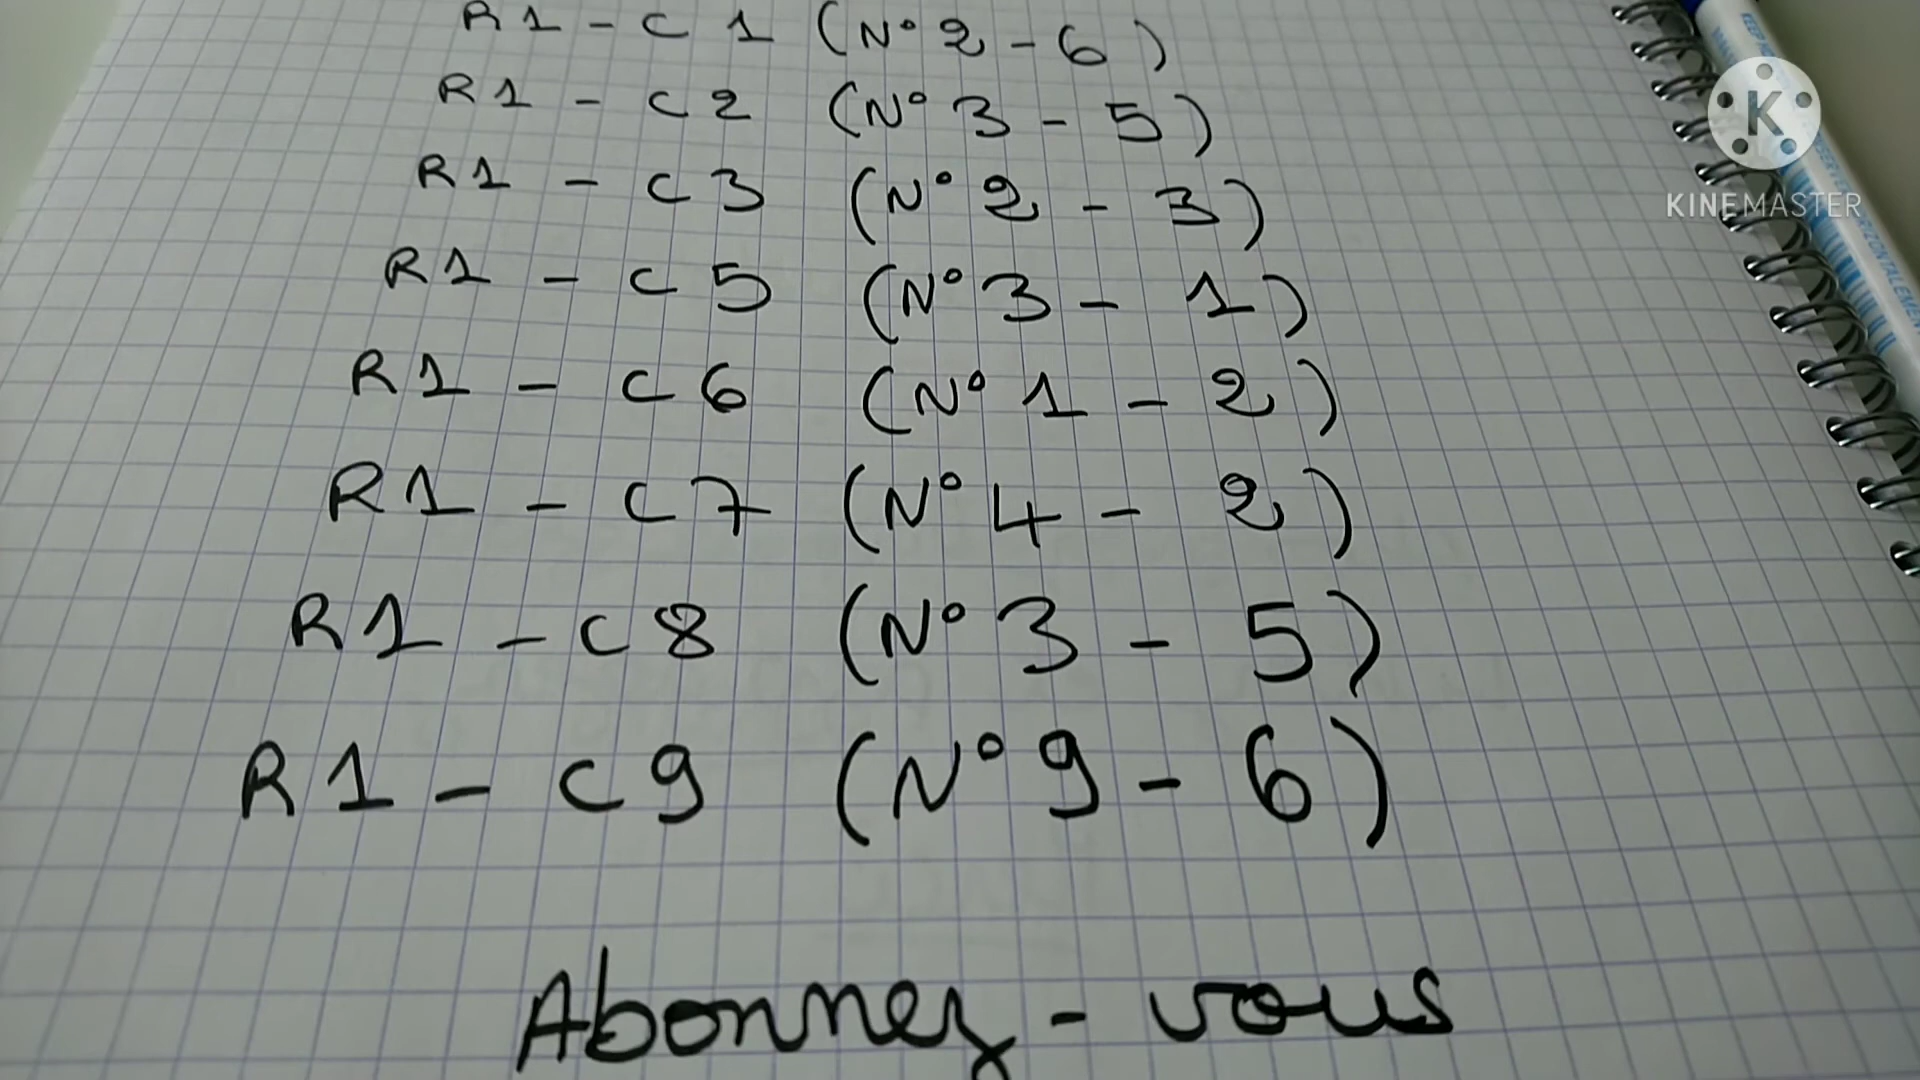 R1 - C1 (N° 2 - 6)
R1 - C2 (N° 3 - 5)
R1 - C3 (N° 2 - 3)
R1 - C5 (N° 3 - 1)
R1 - C6 (N° 1 - 2)
R1 - C7 (N° 4 - 2)
R1 - C8 (N° 3 - 5)
R1 - C9 (N° 9 - 6)
Abonnez - vous
K
KINEMASTER